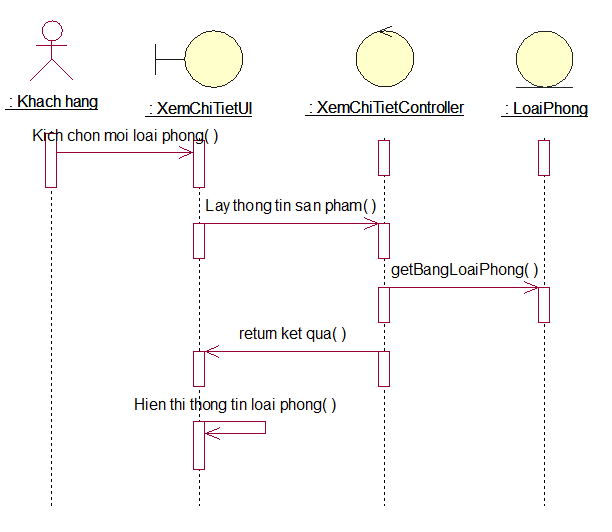 : Khach hang
: XemChiTietUI
: XemChiTietController
: LoaiPhong
Kich chon moi loai phong( )
Lay thong tin san pham( )
getBangLoaiPhong( )
return ket qua( )
Hien thi thong tin loai phong( )